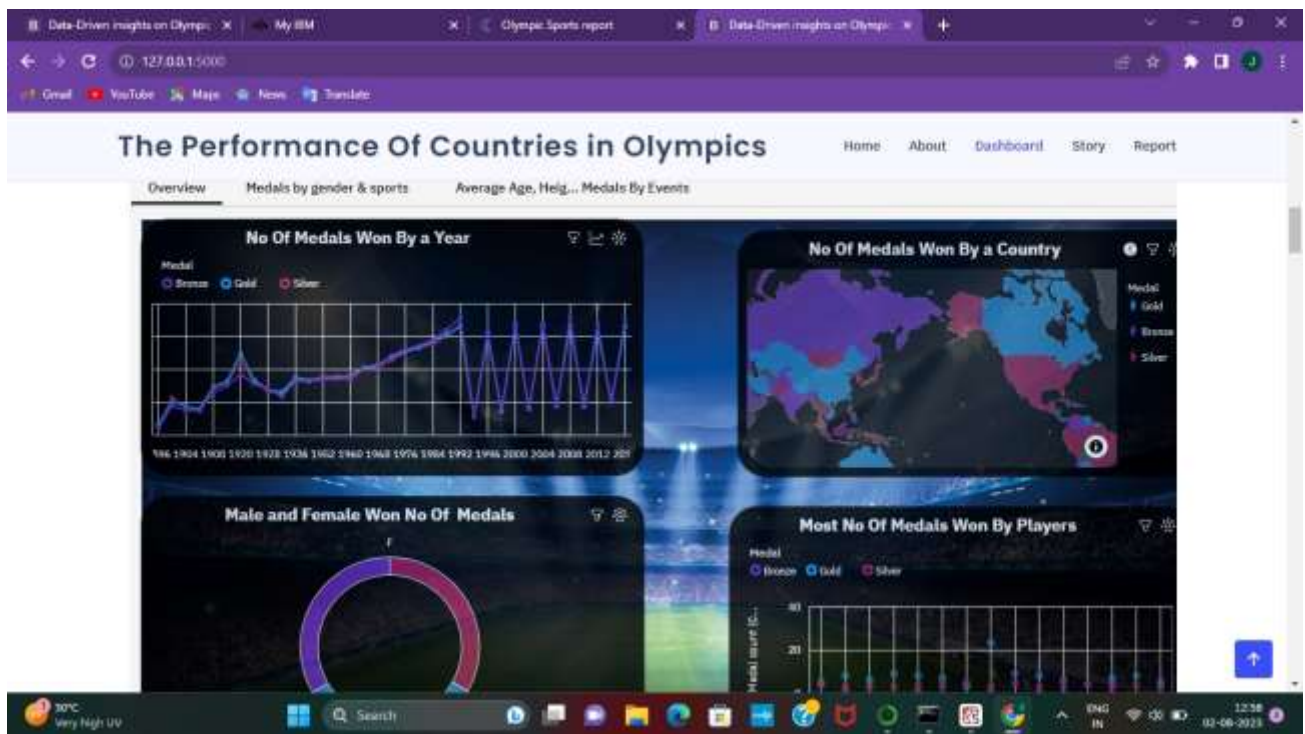 Data-Driven insights on Olympic
My IBM
Olympic Sports report
Data-Driven insights on Olympic
127.0.0.1:5000
Gmail
YouTube
Maps
News
Translate
The Performance Of Countries in Olympics
Home
About
Dashboard
Story
Report
Overview
Medals by gender & sports
Average Age, Heig... Medals By Events
No Of Medals Won By a Year
Medal
Bronze Gold Silver
1904 1908 1920 1928 1936 1952 1960 1968 1976 1984 1992 1996 2000 2004 2008 2012
No Of Medals Won By a Country
Medal
Gold
Bronze
Silver
Male and Female Won No Of Medals
F
Most No Of Medals Won By Players
Medal
Bronze Gold Silver
40
20
Medal count (C...
30°C
Very high UV
Search
ENG
IN
12:58
02-08-2023